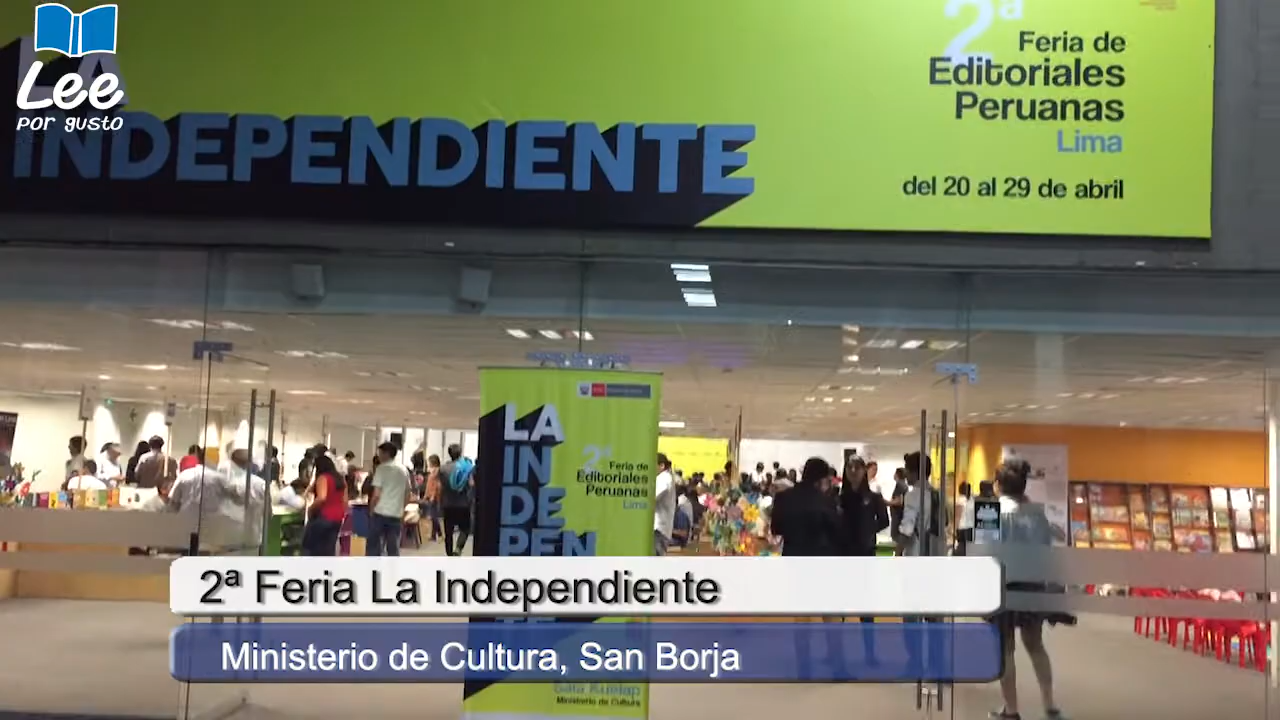 Lee
por gusto
LA
INDEPENDIENTE
2ª
Feria de
Editoriales
Peruanas
Lima
del 20 al 29 de abril
LA
IN
DE
PEN
2ª
Feria de
Editoriales
Peruanas
Lima
2ª Feria La Independiente
Ministerio de Cultura, San Borja
Sala Kuélap
Ministerio de Cultura